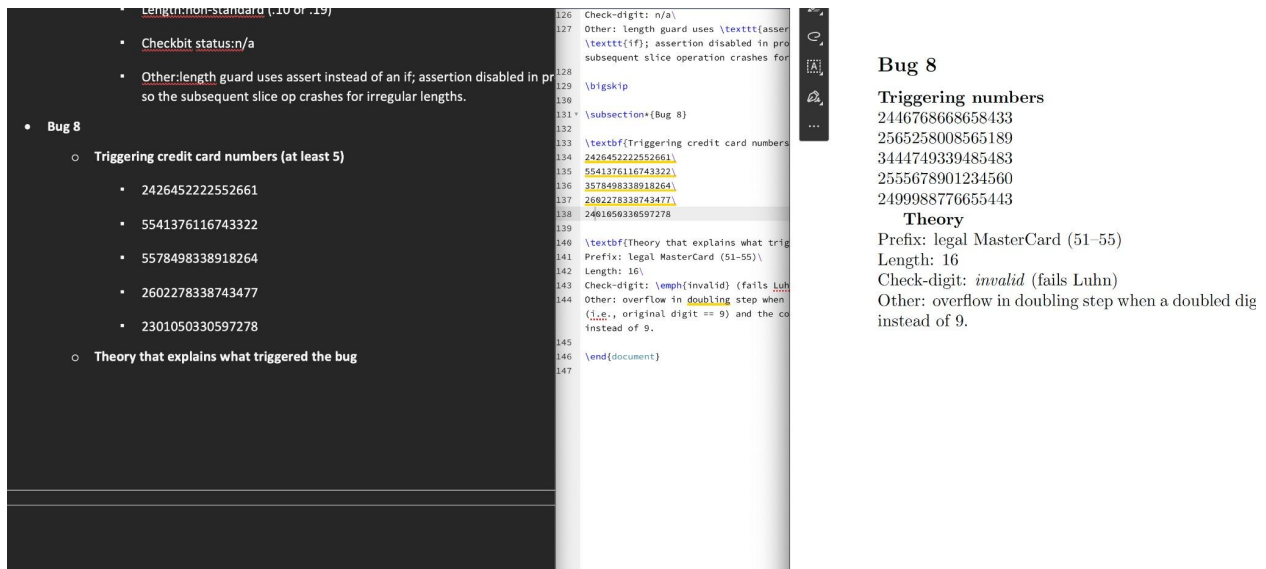 Length:non-standard (.10 or .19)
▪ Checkbit status:n/a
▪ Other:length guard uses assert instead of an if; assertion disabled in pr
so the subsequent slice op crashes for irregular lengths.
• Bug 8
o Triggering credit card numbers (at least 5)
▪ 2426452222552661
▪ 5541376116743322
▪ 5578498338918264
▪ 2602278338743477
▪ 2301050330597278
o Theory that explains what triggered the bug
126 Check-digit: n/a\
127 Other: length guard uses \texttt{asser
\texttt{if}; assertion disabled in pro
subsequent slice operation crashes for
128
129 \bigskip
130
131 \subsection*{Bug 8}
132
133 \textbf{Triggering credit card numbers
134 2426452222552661\
135 5541376116743322\
136 3578498338918264\
137 2602278338743477\
138 2401050330597278
139
140 \textbf{Theory that explains what trig
141 Prefix: legal MasterCard (51–55)\
142 Length: 16\
143 Check-digit: \emph{invalid} (fails Luh
144 Other: overflow in doubling step when
(i.e., original digit == 9) and the co
instead of 9.
145
146 \end{document}
147
Bug 8
Triggering numbers
2446768668658433
2565258008565189
3444749339485483
2555678901234560
2499988776655443
Theory
Prefix: legal MasterCard (51–55)
Length: 16
Check-digit: invalid (fails Luhn)
Other: overflow in doubling step when a doubled dig
instead of 9.